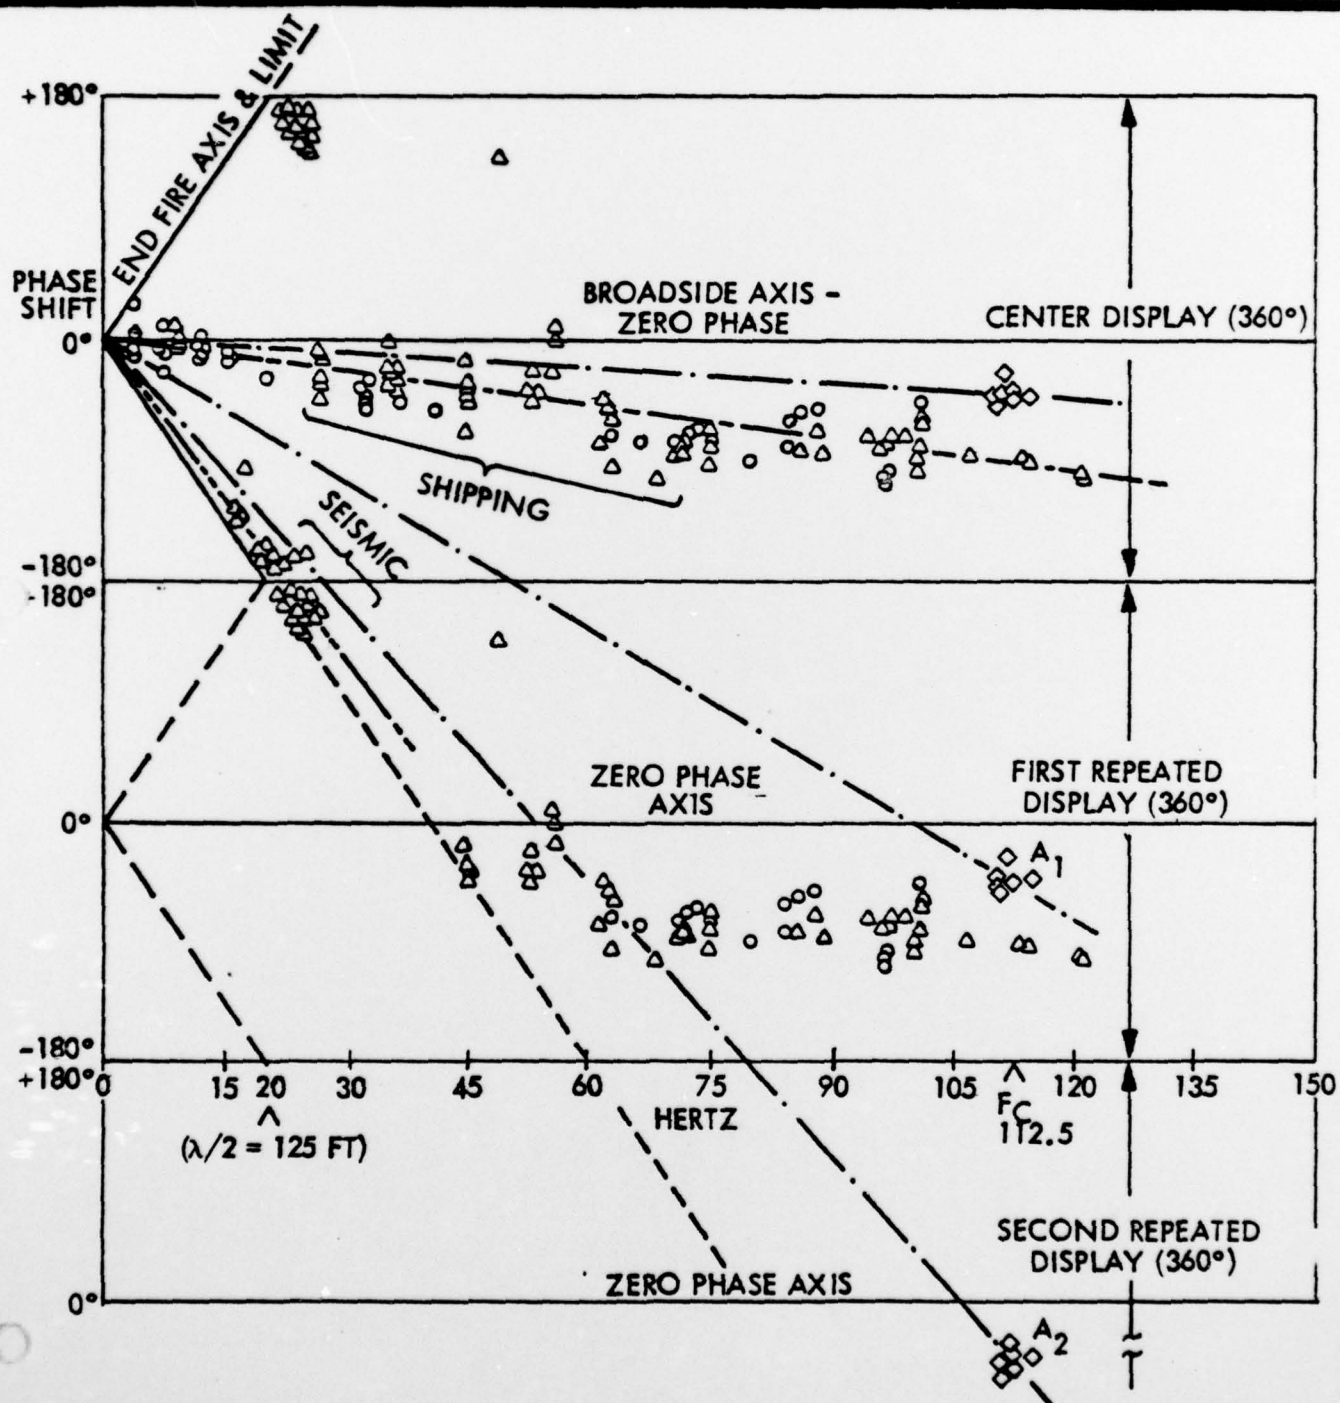 END FIRE AXIS & LIMIT
+180°
PHASE
SHIFT
0°
BROADSIDE AXIS -
ZERO PHASE
CENTER DISPLAY (360°)
SHIPPING
SEISMIC
-180°
-180°
ZERO PHASE
AXIS
FIRST REPEATED
DISPLAY (360°)
0°
A1
-180°
+180°
0 15 20 30 45 60 75 90 105 120 135 150
^ ^
(λ/2 = 125 FT)
HERTZ
FC
112.5
SECOND REPEATED
DISPLAY (360°)
ZERO PHASE AXIS
0°
A2